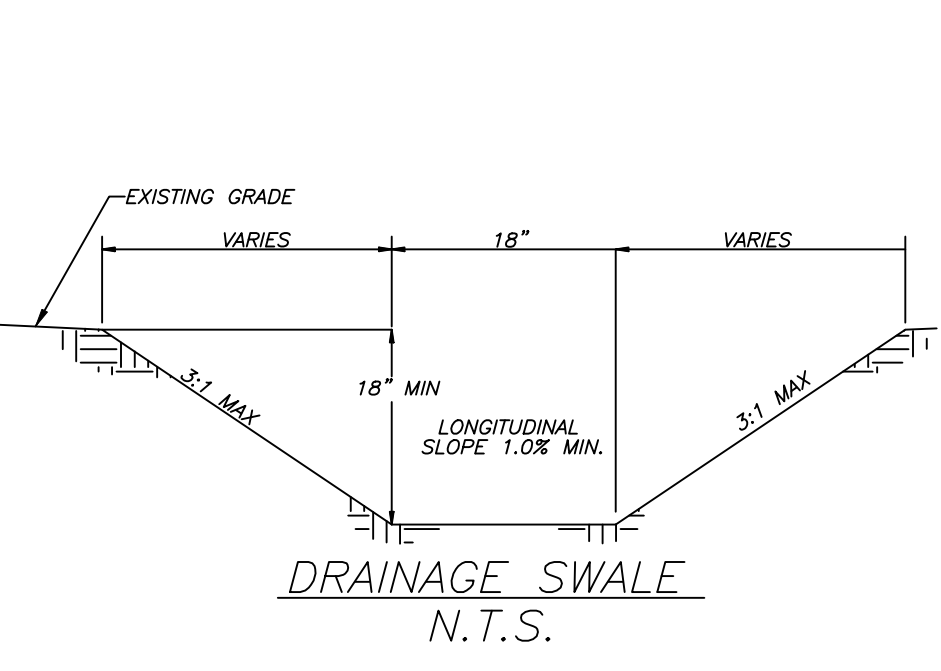 EXISTING GRADE
VARIES
18"
VARIES
3:1 MAX
18" MIN
3:1 MAX
LONGITUDINAL
SLOPE 1.0% MIN.
DRAINAGE SWALE
N.T.S.